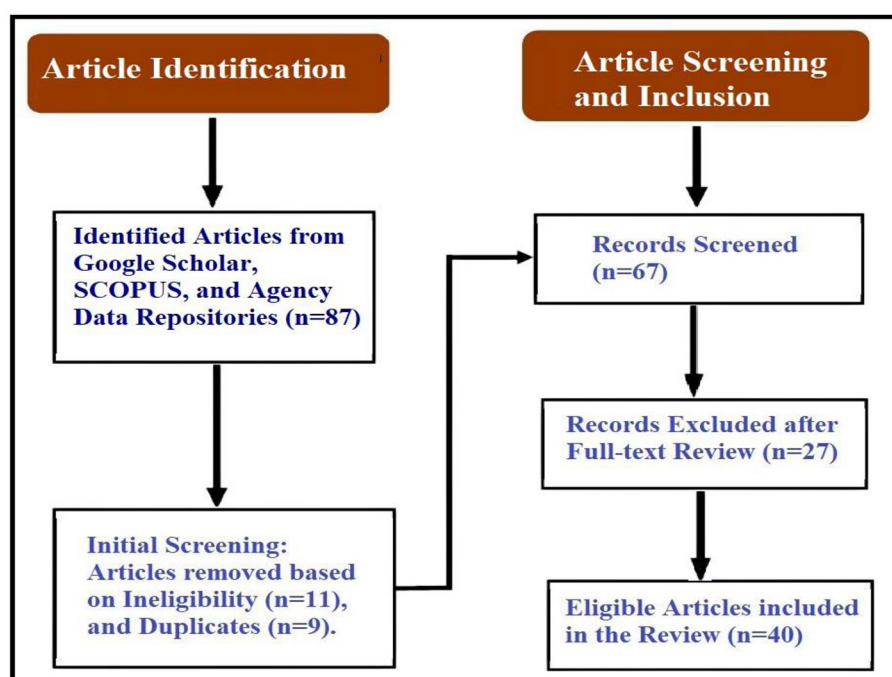 Article Identification
Identified Articles from
Google Scholar,
SCOPUS, and Agency
Data Repositories (n=87)
Initial Screening:
Articles removed based
on Ineligibility (n=11),
and Duplicates (n=9).
Article Screening
and Inclusion
Records Screened
(n=67)
Records Excluded after
Full-text Review (n=27)
Eligible Articles included
in the Review (n=40)